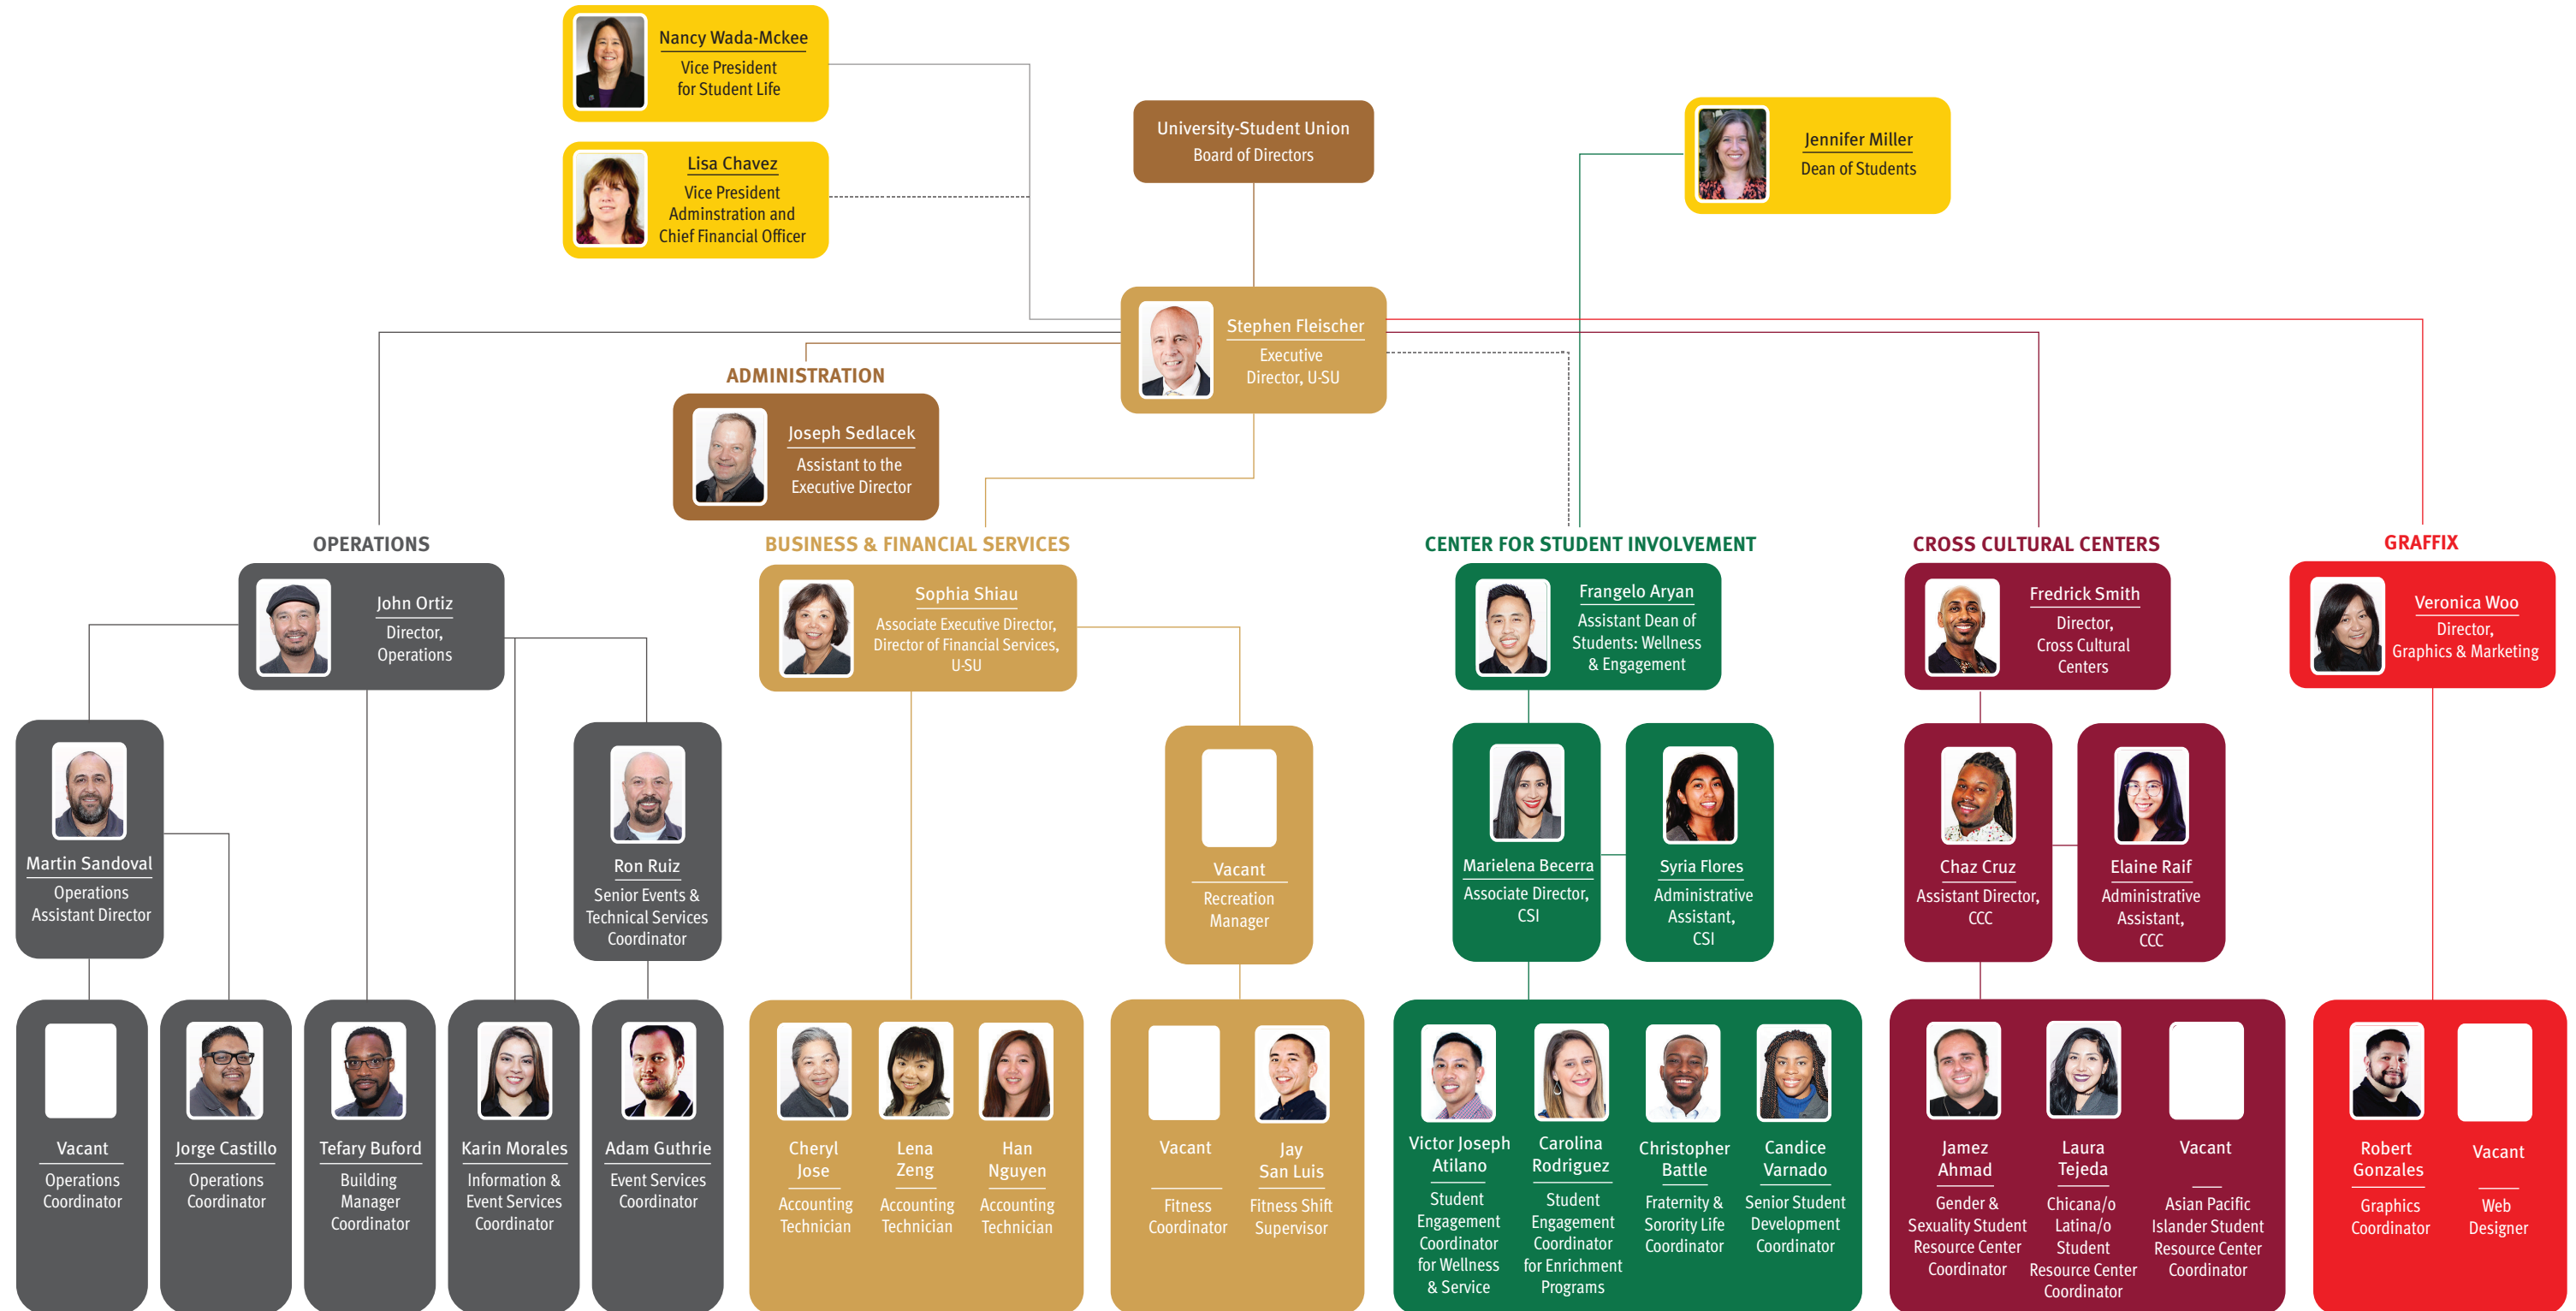 Nancy Wada-Mckee
Vice President
for Student Life
Lisa Chavez
Vice President
Adminstration and
Chief Financial Officer
University-Student Union
Board of Directors
Jennifer Miller
Dean of Students
Stephen Fleischer
Executive
Director, U-SU
ADMINISTRATION
Joseph Sedlacek
Assistant to the
Executive Director
OPERATIONS
John Ortiz
Director,
Operations
BUSINESS & FINANCIAL SERVICES
Sophia Shiau
Associate Executive Director,
Director of Financial Services,
U-SU
CENTER FOR STUDENT INVOLVEMENT
Frangelo Aryan
Assistant Dean of
Students: Wellness
& Engagement
CROSS CULTURAL CENTERS
Fredrick Smith
Director,
Cross Cultural
Centers
GRAFFIX
Veronica Woo
Director,
Graphics & Marketing
Martin Sandoval
Operations
Assistant Director
Ron Ruiz
Senior Events &
Technical Services
Coordinator
Vacant
Recreation
Manager
Marielena Becerra
Associate Director,
CSI
Syria Flores
Administrative
Assistant,
CSI
Chaz Cruz
Assistant Director,
CCC
Elaine Raif
Administrative
Assistant,
CCC
Vacant
Operations
Coordinator
Jorge Castillo
Operations
Coordinator
Tefary Buford
Building
Manager
Coordinator
Karin Morales
Information &
Event Services
Coordinator
Adam Guthrie
Event Services
Coordinator
Cheryl
Jose
Accounting
Technician
Lena
Zeng
Accounting
Technician
Han
Nguyen
Accounting
Technician
Vacant
Fitness
Coordinator
Jay
San Luis
Fitness Shift
Supervisor
Victor Joseph
Atilano
Student
Engagement
Coordinator
for Wellness
& Service
Carolina
Rodriguez
Student
Engagement
Coordinator
for Enrichment
Programs
Christopher
Battle
Fraternity &
Sorority Life
Coordinator
Candice
Varnado
Senior Student
Development
Coordinator
Jamez
Ahmad
Gender &
Sexuality Student
Resource Center
Coordinator
Laura
Tejeda
Chicana/o
Latina/o
Student
Resource Center
Coordinator
Vacant
Asian Pacific
Islander Student
Resource Center
Coordinator
Robert
Gonzales
Graphics
Coordinator
Vacant
Web
Designer